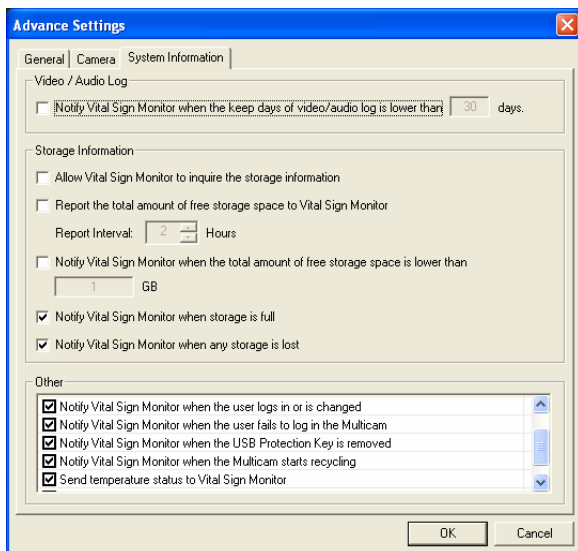 Advance Settings
General Camera System Information
Video / Audio Log
Notify Vital Sign Monitor when the keep days of video/audio log is lower than 30 days.
Storage Information
Allow Vital Sign Monitor to inquire the storage information
Report the total amount of free storage space to Vital Sign Monitor
Report Interval: 2 Hours
Notify Vital Sign Monitor when the total amount of free storage space is lower than
1 GB
Notify Vital Sign Monitor when storage is full
Notify Vital Sign Monitor when any storage is lost
Other
Notify Vital Sign Monitor when the user logs in or is changed
Notify Vital Sign Monitor when the user fails to log in the Multicam
Notify Vital Sign Monitor when the USB Protection Key is removed
Notify Vital Sign Monitor when the Multicam starts recycling
Send temperature status to Vital Sign Monitor
OK Cancel